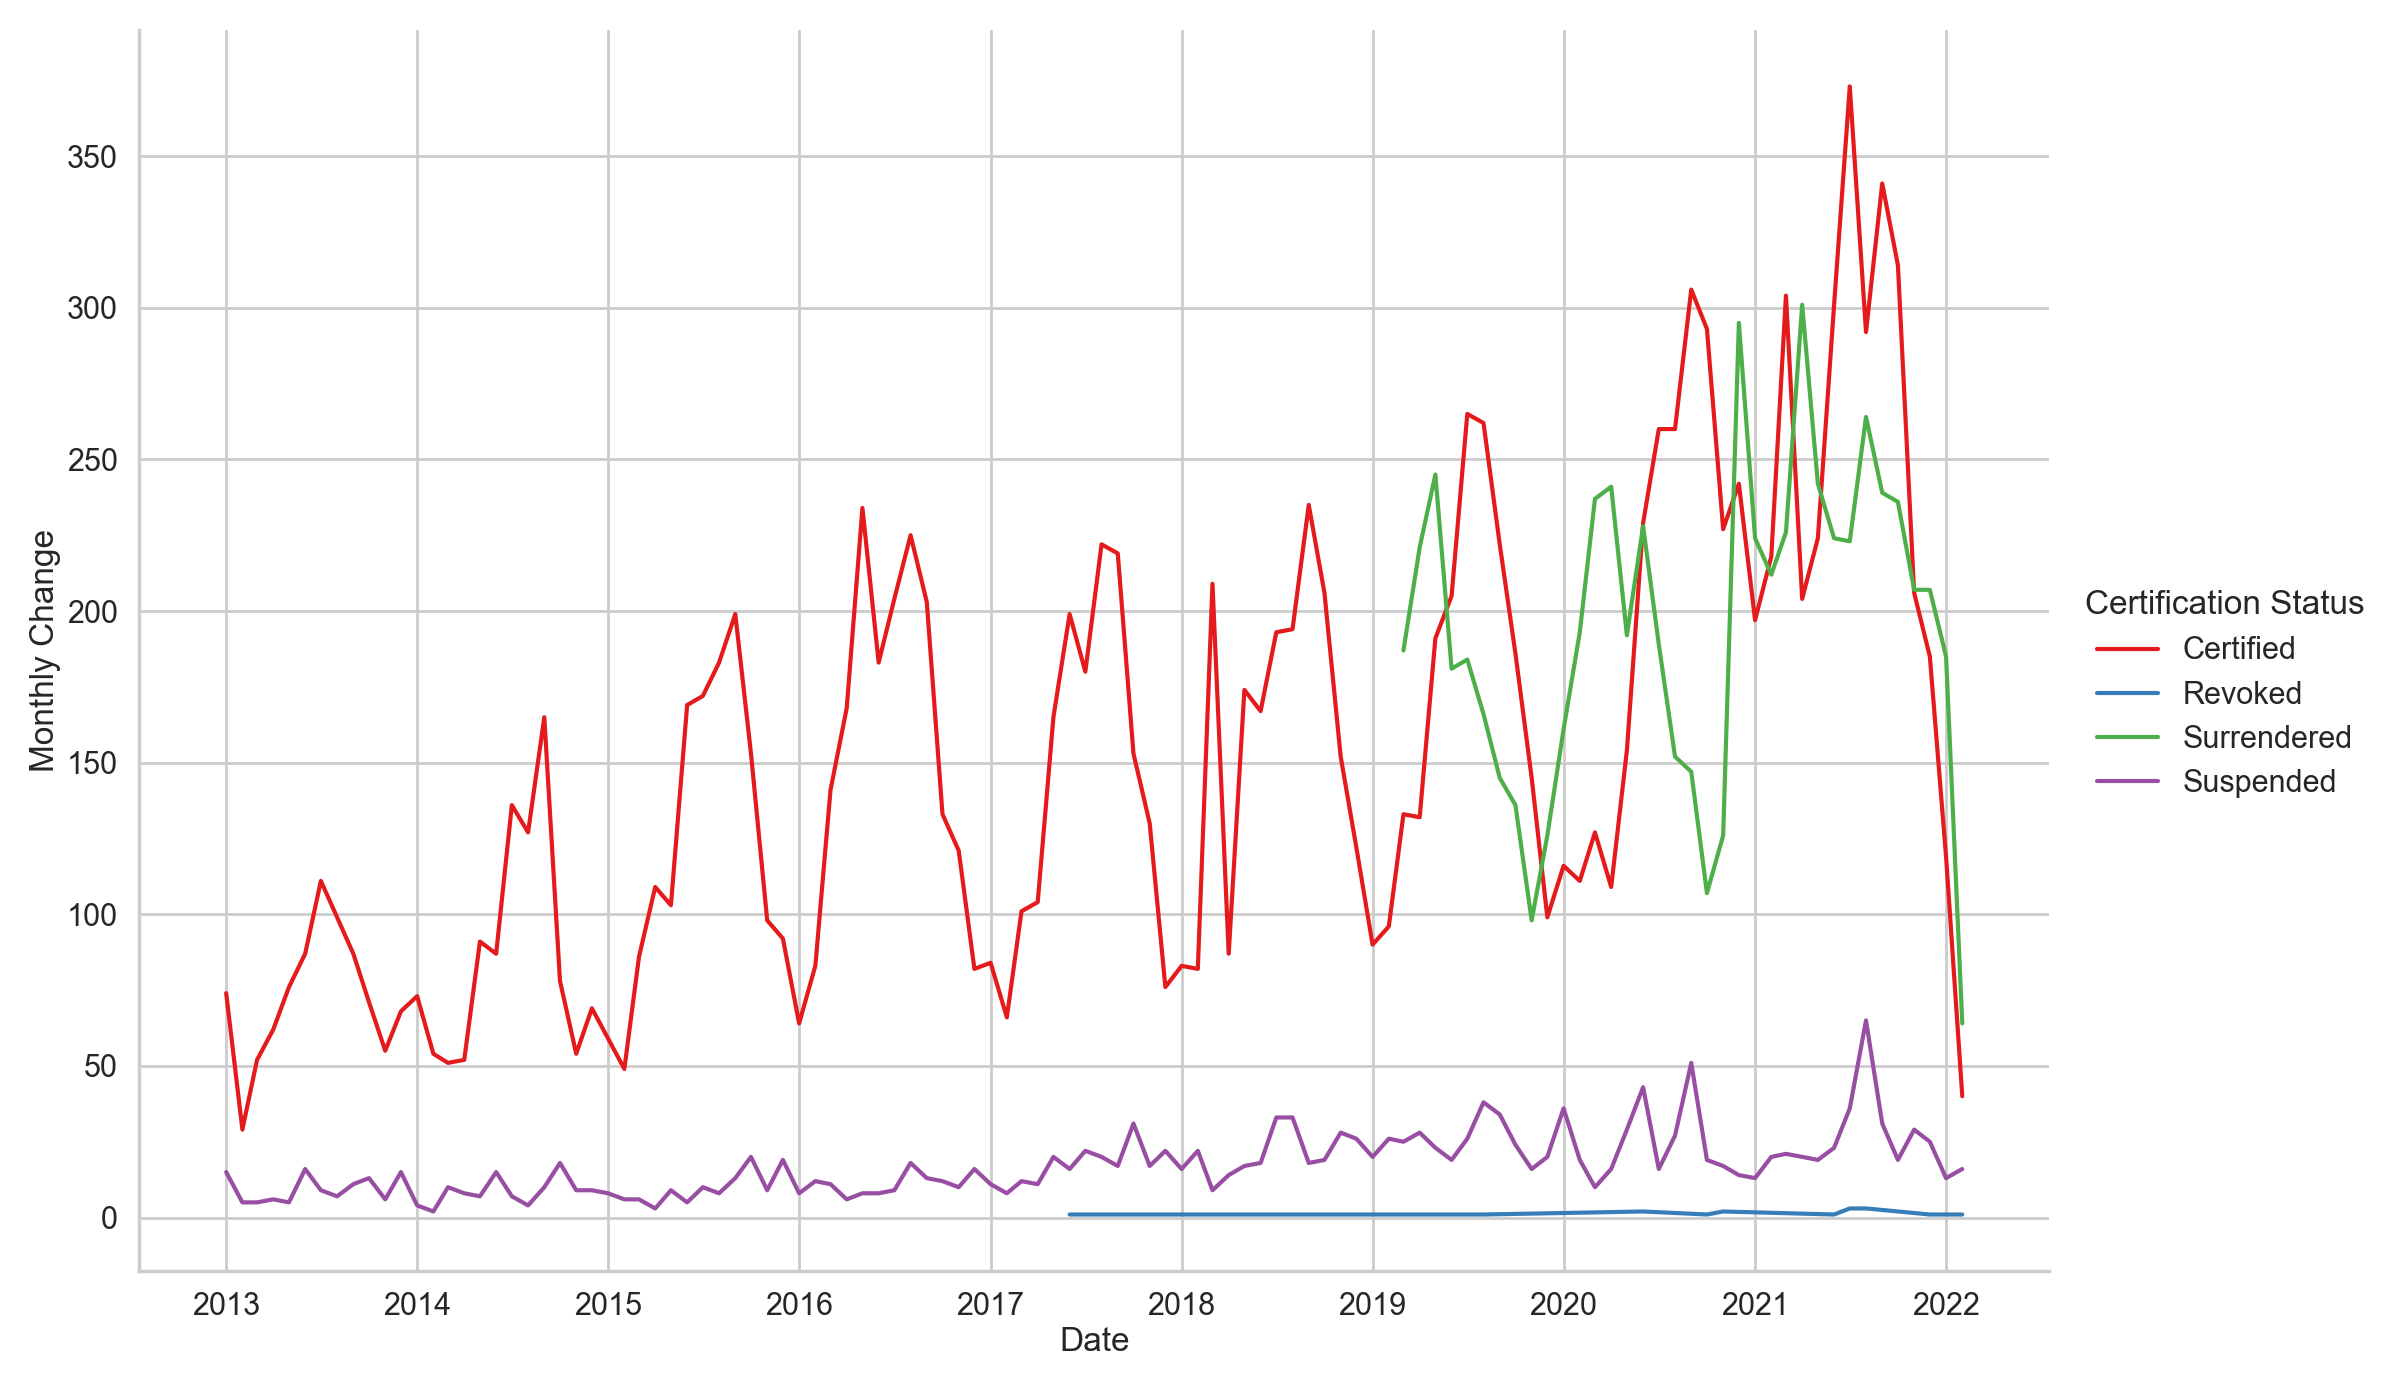 350
300
250
200
150
100
50
0
Monthly Change
2013 2014 2015 2016 2017 2018 2019 2020 2021 2022
Date
Certification Status
Certified
Revoked
Surrendered
Suspended